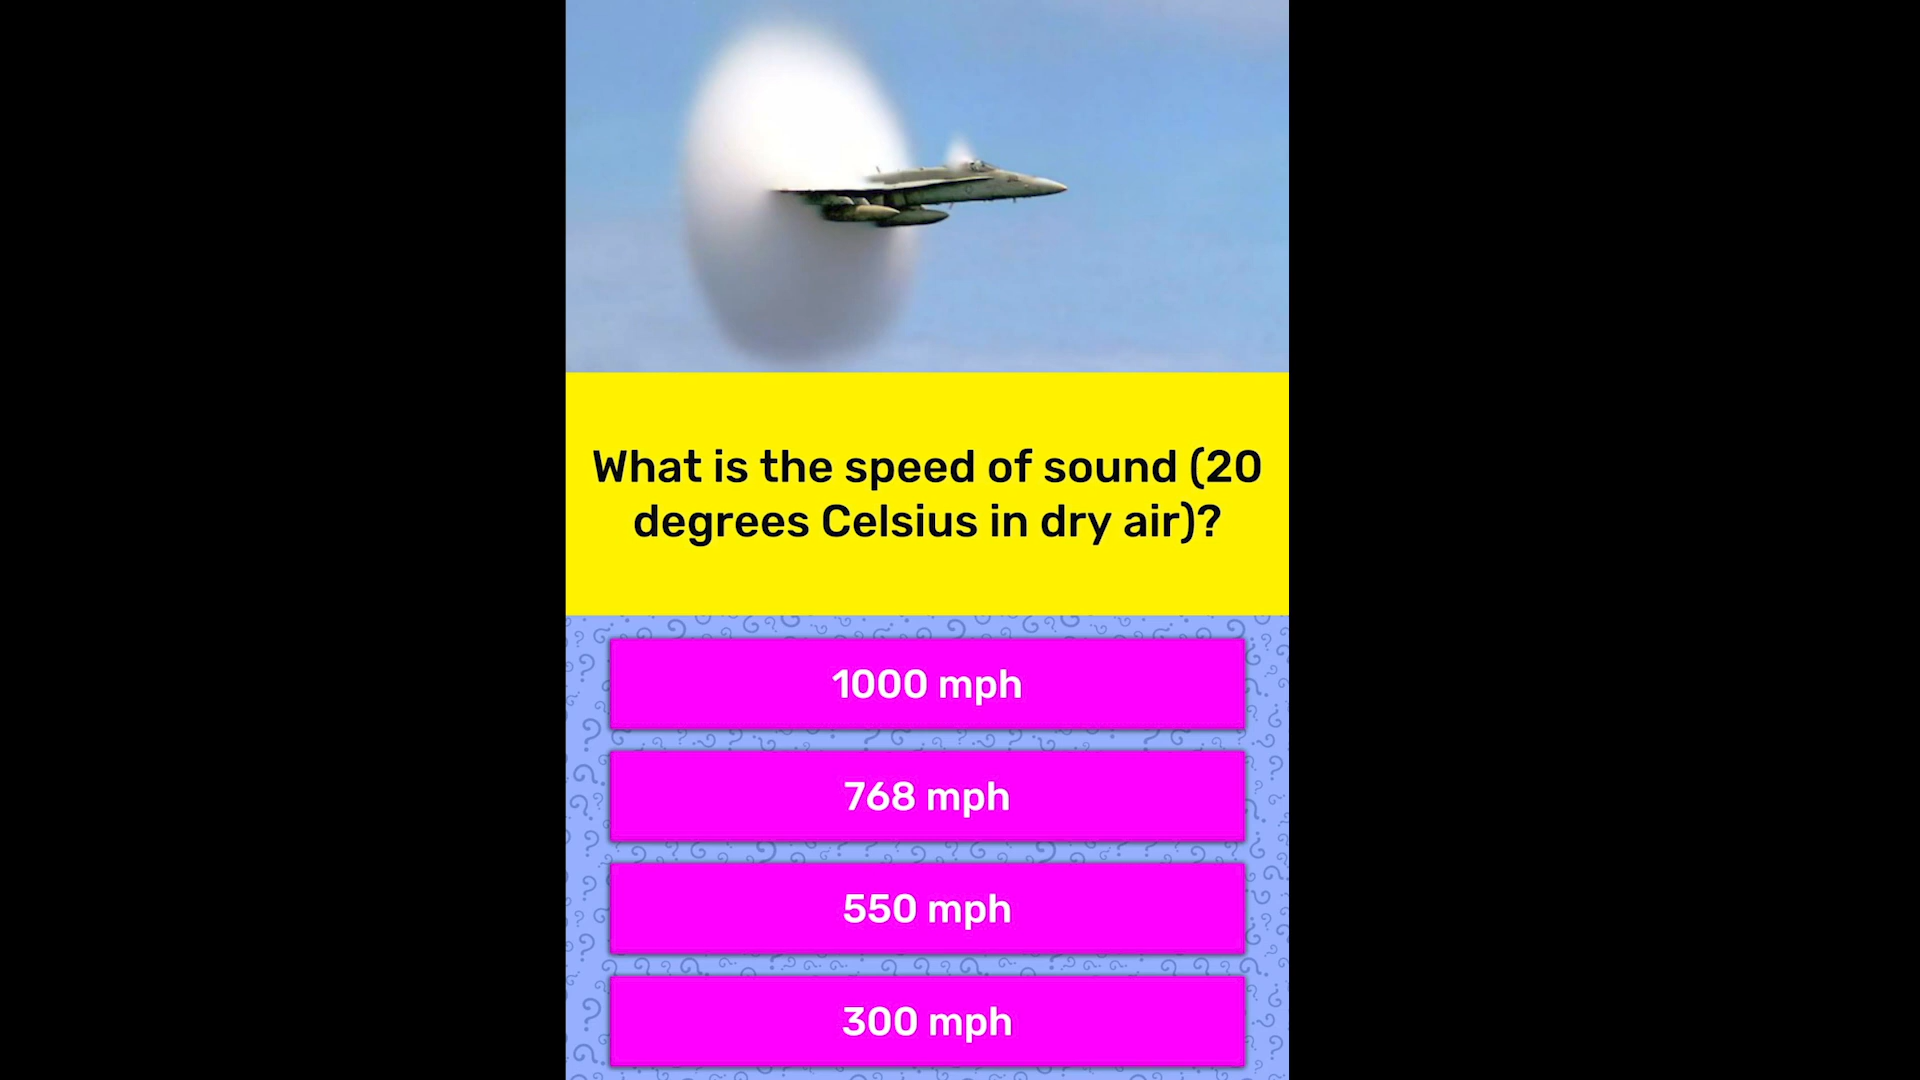 What is the speed of sound (20
degrees Celsius in dry air)?
1000 mph
768 mph
550 mph
300 mph